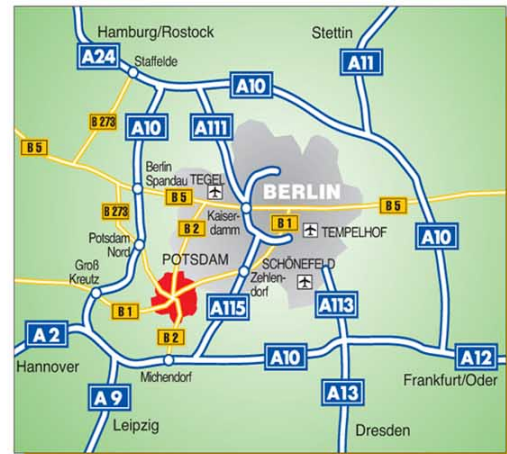 Hamburg/Rostock
Stettin
A24
Staffelde
A11
A10
B 273
A10
A111
B 5
Berlin
Spandau
TEGEL
BERLIN
B 5
B 5
B 273
B 2
Kaiser-
damm
B 1
TEMPELHOF
Potsdam
Nord
A10
POTSDAM
SCHÖNEFELD
Groß
Kreutz
Zehlen-
dorf
B 1
A115
A113
A 2
B 2
A10
A12
Hannover
Michendorf
Frankfurt/Oder
A 9
A13
Leipzig
Dresden